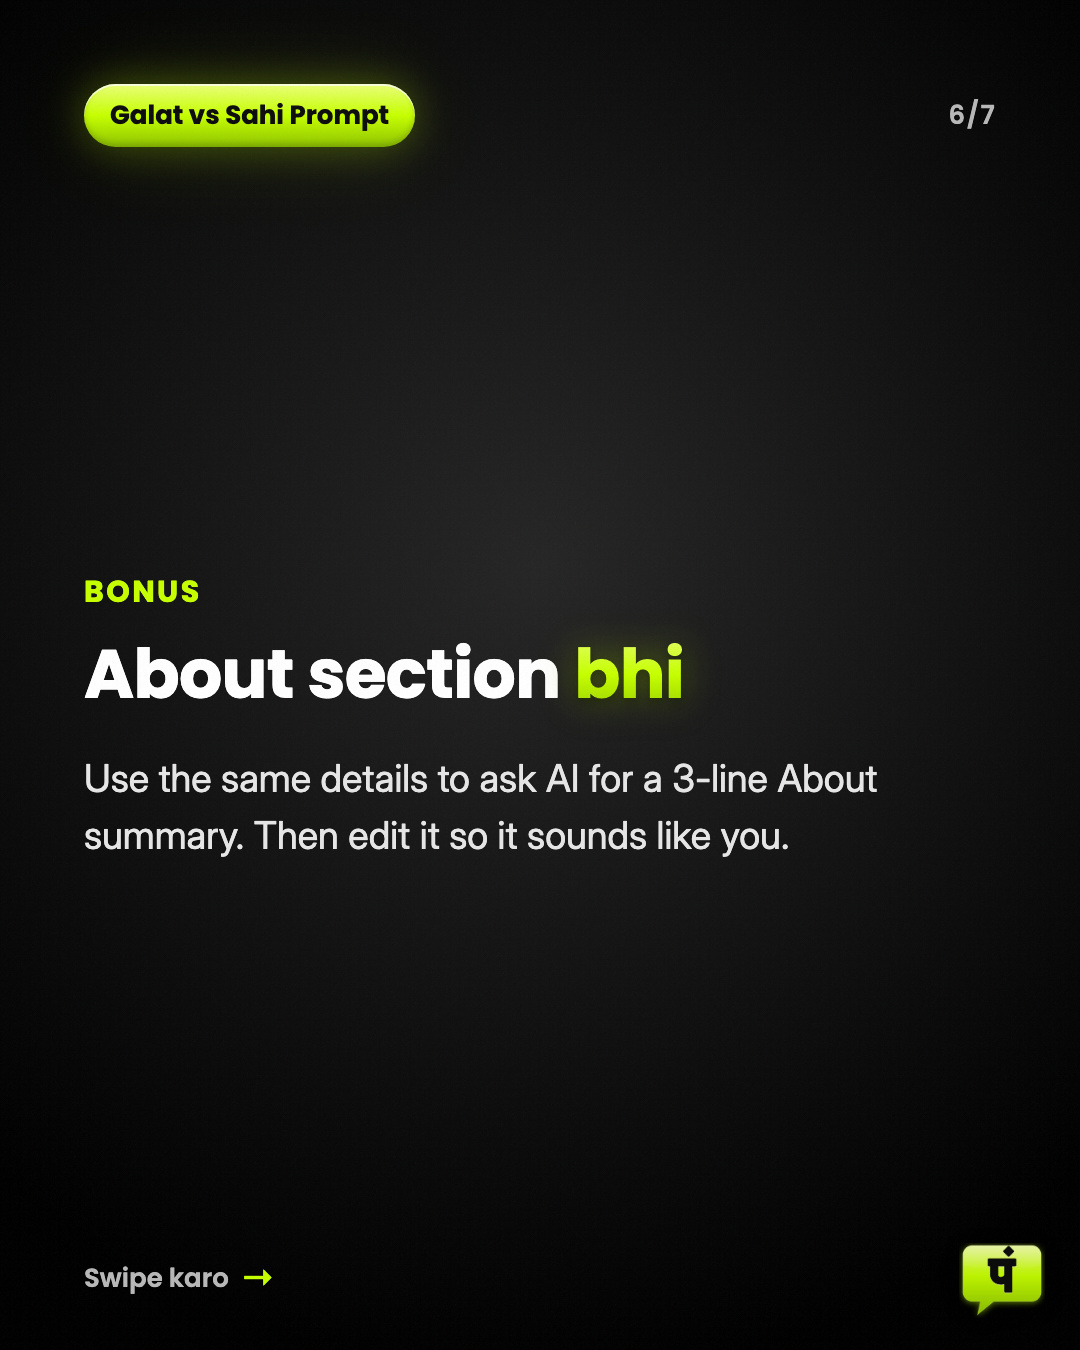 Galat vs Sahi Prompt
6/7
BONUS
About section bhi
Use the same details to ask AI for a 3-line About
summary. Then edit it so it sounds like you.
Swipe karo →
पं